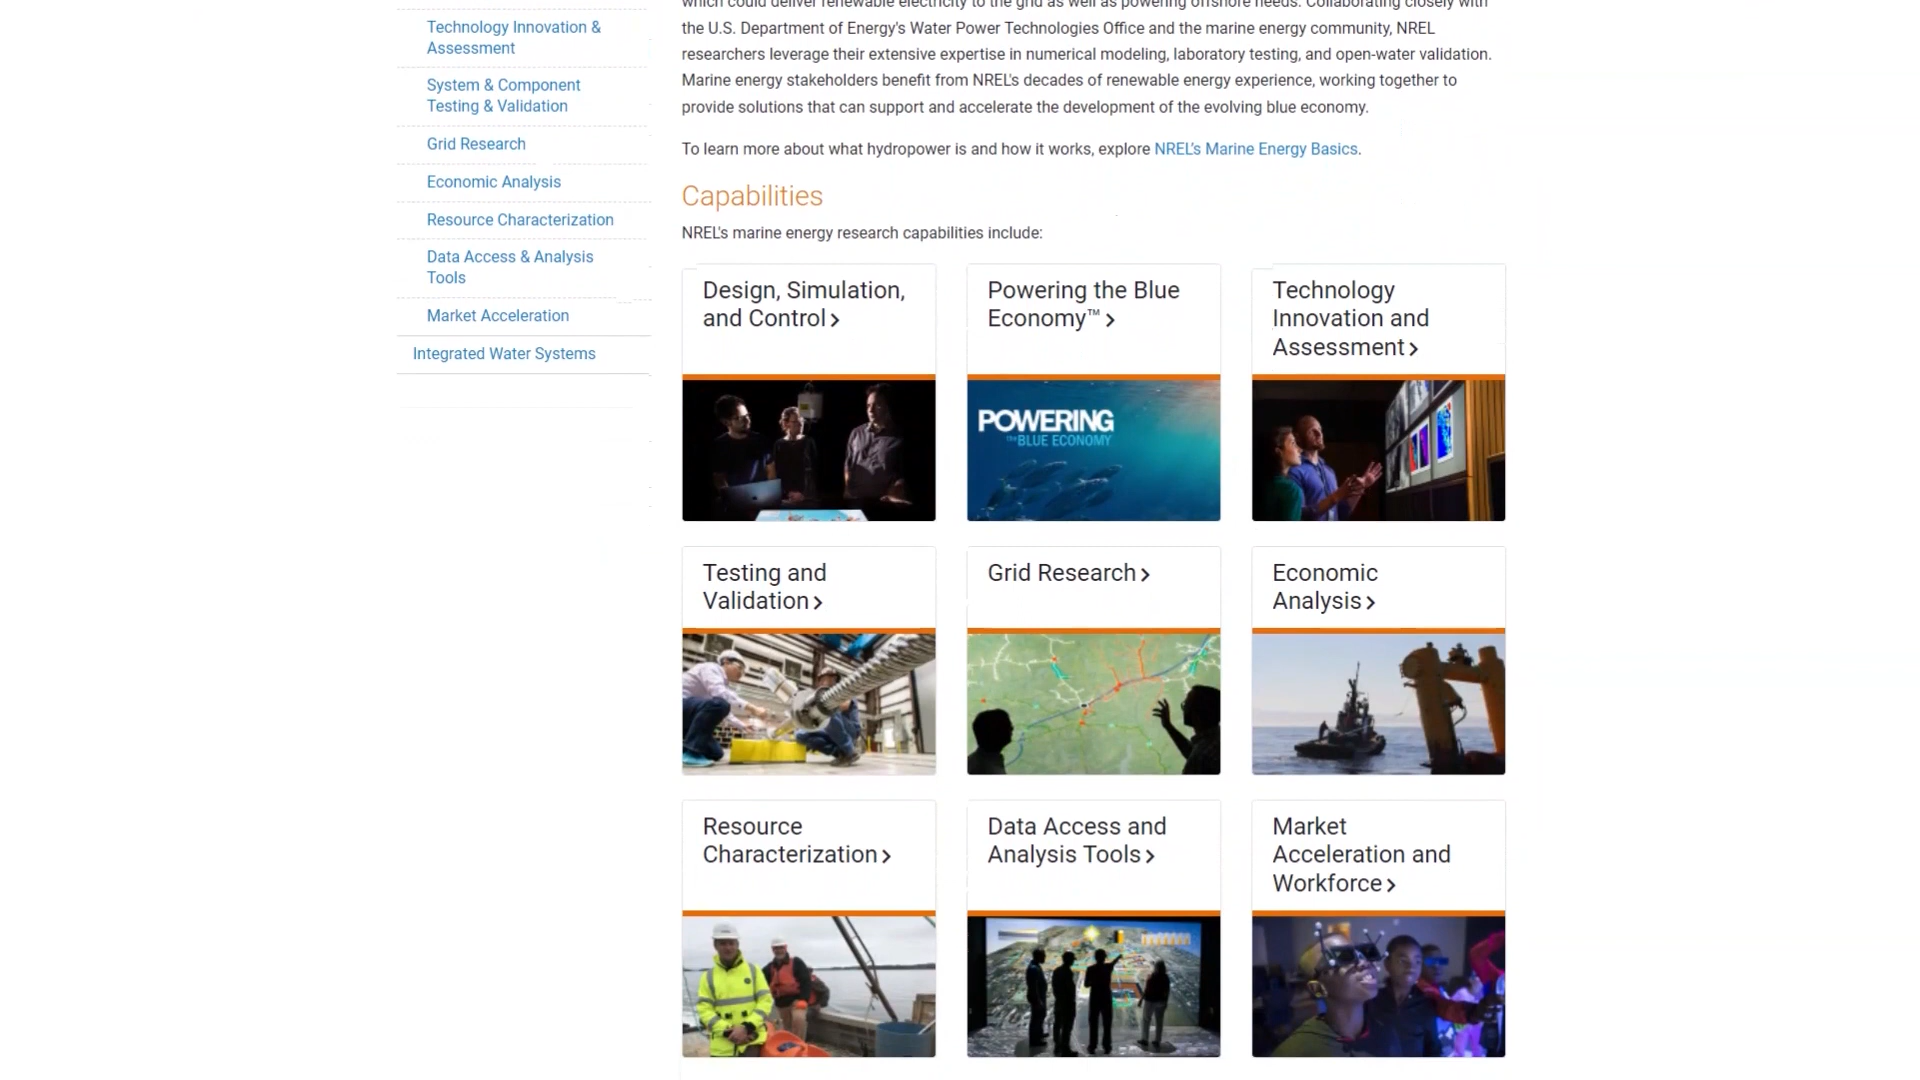 Technology Innovation &
Assessment
System & Component
Testing & Validation
Grid Research
Economic Analysis
Resource Characterization
Data Access & Analysis
Tools
Market Acceleration
Integrated Water Systems
which could deliver renewable electricity to the grid as well as powering offshore needs. Collaborating closely with
the U.S. Department of Energy's Water Power Technologies Office and the marine energy community, NREL
researchers leverage their extensive expertise in numerical modeling, laboratory testing, and open-water validation.
Marine energy stakeholders benefit from NREL's decades of renewable energy experience, working together to
provide solutions that can support and accelerate the development of the evolving blue economy.
To learn more about what hydropower is and how it works, explore NREL's Marine Energy Basics.
Capabilities
NREL's marine energy research capabilities include:
Design, Simulation,
and Control
Powering the Blue
Economy™
Technology
Innovation and
Assessment
POWERING
THE BLUE ECONOMY
Testing and
Validation
Grid Research
Economic
Analysis
Resource
Characterization
Data Access and
Analysis Tools
Market
Acceleration and
Workforce